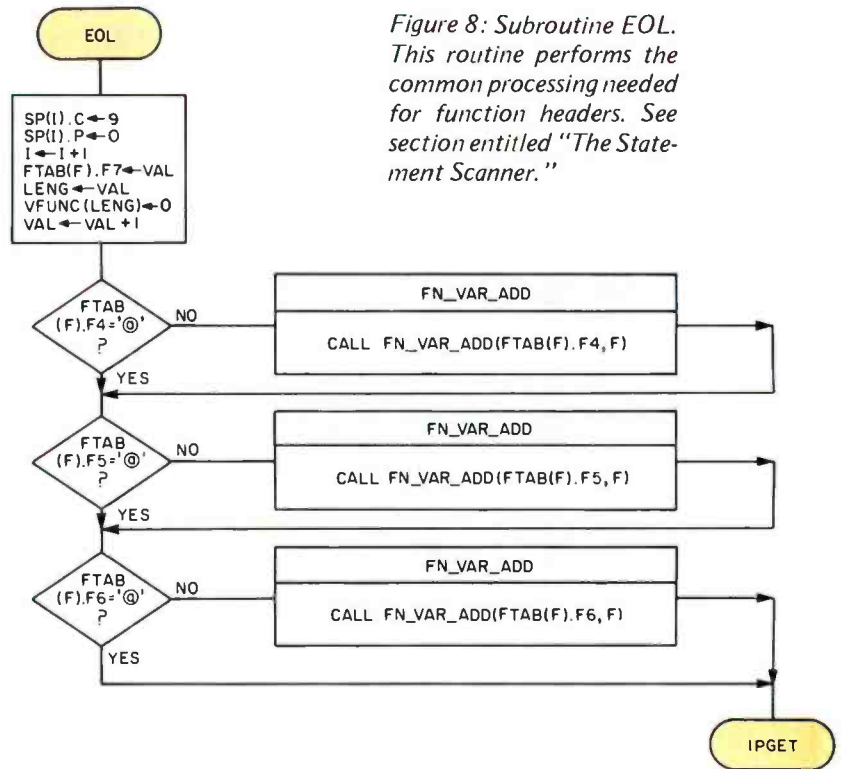 EOL
Figure 8: Subroutine EOL.
This routine performs the
common processing needed
for function headers. See
section entitled "The State-
ment Scanner."
SP(I).C←9
SP(I).P←0
I←I+1
FTAB(F).F7←VAL
LENG←VAL
VFUNC(LENG)←0
VAL←VAL+1
FTAB
(F).F4='@'
?
NO
YES
FN_VAR_ADD
CALL FN_VAR_ADD(FTAB(F).F4,F)
FTAB
(F).F5='@'
?
NO
YES
FN_VAR_ADD
CALL FN_VAR_ADD(FTAB(F).F5,F)
FTAB
(F).F6='@'
?
NO
YES
FN_VAR_ADD
CALL FN_VAR_ADD(FTAB(F).F6,F)
IPGET